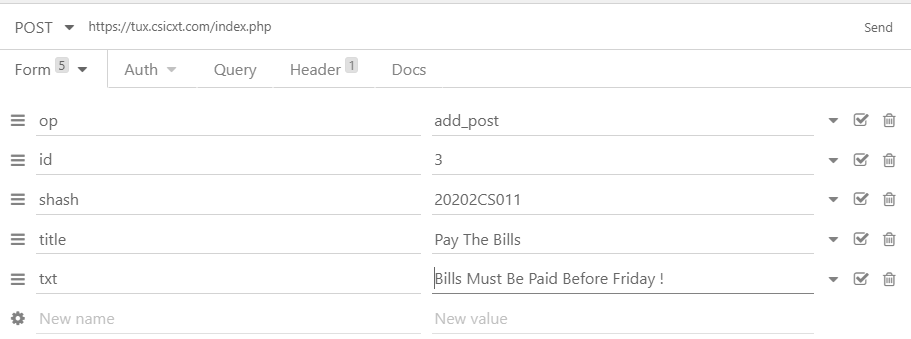 POST https://tux.csicxt.com/index.php Send
Form 5 Auth Query Header 1 Docs
op add_post
id 3
shash 20202CS011
title Pay The Bills
txt Bills Must Be Paid Before Friday !
New name New value